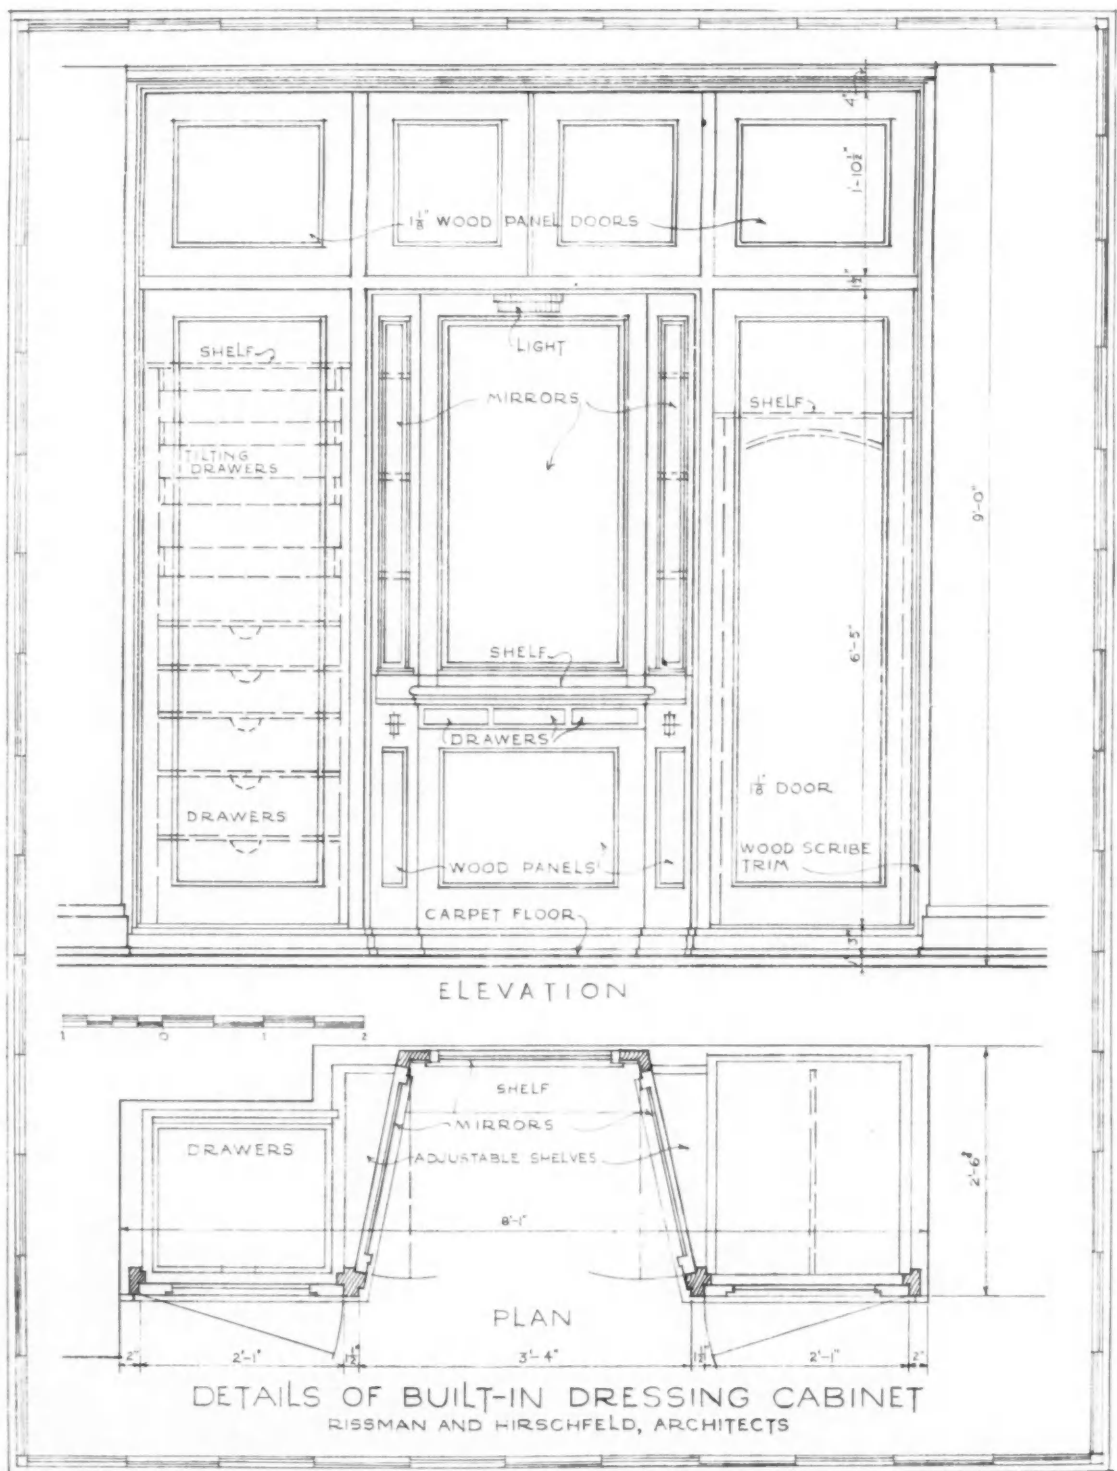 4"
1'-10½"
1⅛" WOOD PANEL DOORS
1½"
SHELF
LIGHT
MIRRORS
SHELF
TILTING
DRAWERS
9'-0"
6'-5"
SHELF
DRAWERS
1⅛" DOOR
DRAWERS
WOOD SCRIBE
TRIM
WOOD PANELS
CARPET FLOOR
3"
1"
ELEVATION
1 0 1 2
SHELF
DRAWERS
MIRRORS
ADJUSTABLE SHELVES
8'-1"
PLAN
2" 2'-1" 1½" 3'-4" 1½" 2'-1" 2"
DETAILS OF BUILT-IN DRESSING CABINET
RISSMAN AND HIRSCHFELD, ARCHITECTS